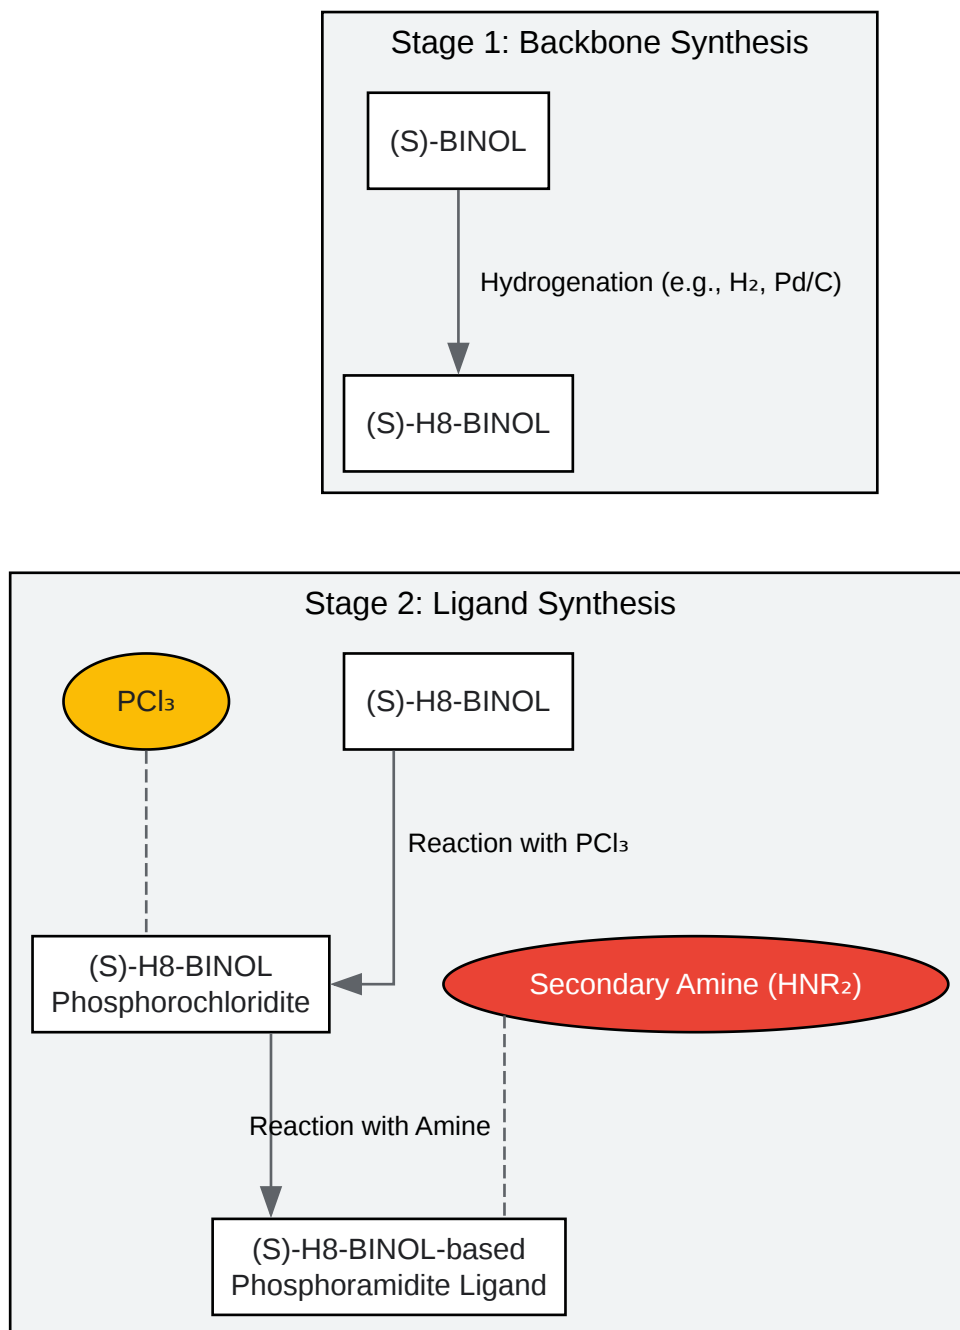 Stage 1: Backbone Synthesis
(S)-BINOL
Hydrogenation (e.g., H₂, Pd/C)
(S)-H8-BINOL
Stage 2: Ligand Synthesis
PCl₃
(S)-H8-BINOL
Reaction with PCl₃
(S)-H8-BINOL
Phosphorochloridite
Secondary Amine (HNR₂)
Reaction with Amine
(S)-H8-BINOL-based
Phosphoramidite Ligand